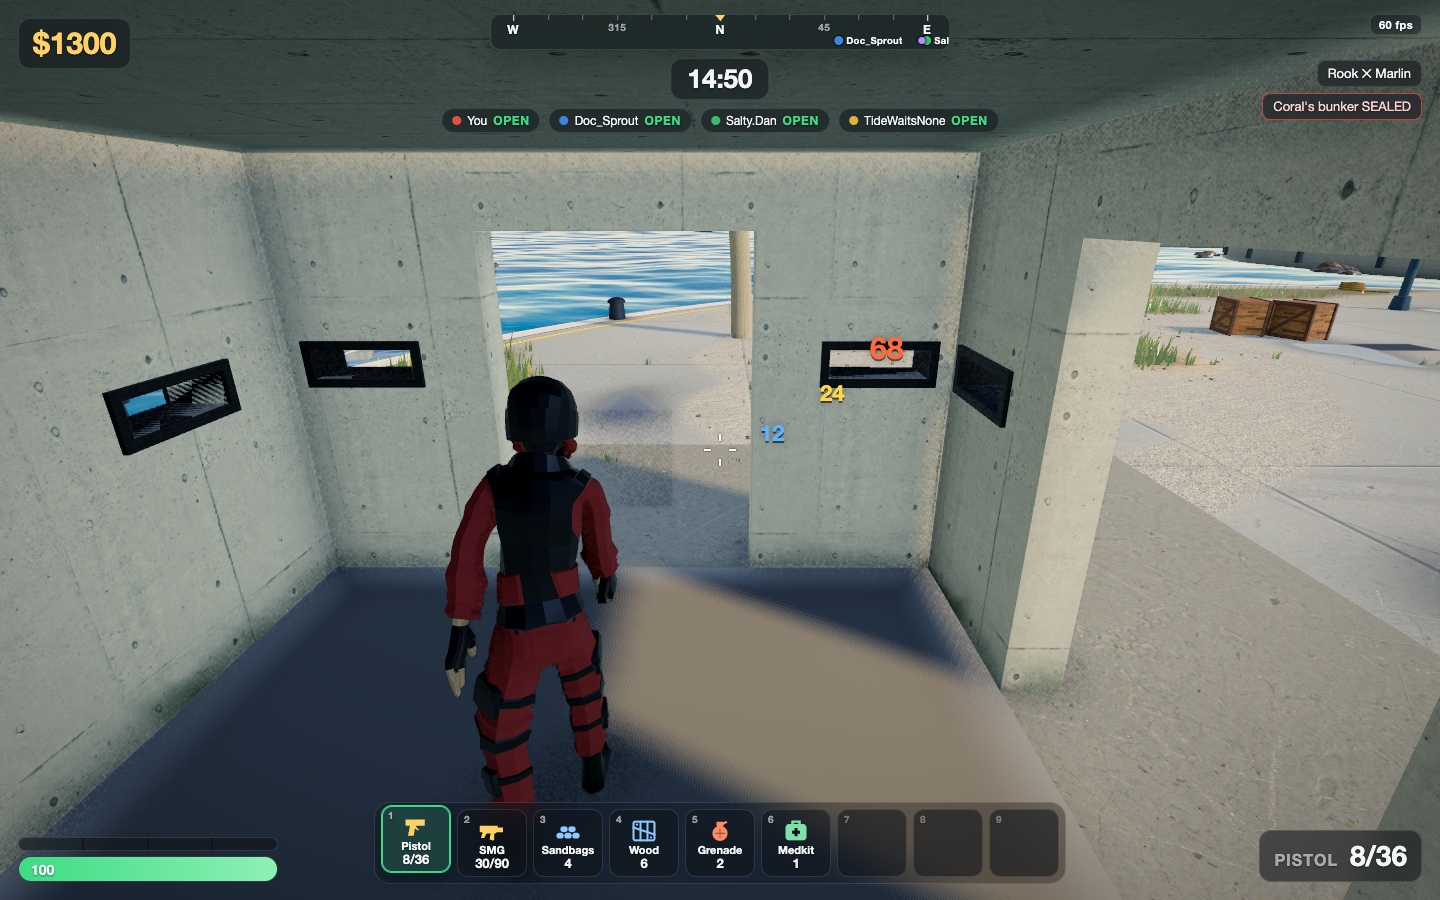 $1300
W 315 N 45 E
Doc_Sprout Sal
60 fps
14:50
Rook X Marlin
Coral's bunker SEALED
You OPEN
Doc_Sprout OPEN
Salty.Dan OPEN
TideWaitsNone OPEN
68
24
12
1 Pistol 8/36
2 SMG 30/90
3 Sandbags 4
4 Wood 6
5 Grenade 2
6 Medkit 1
7
8
9
100
PISTOL 8/36